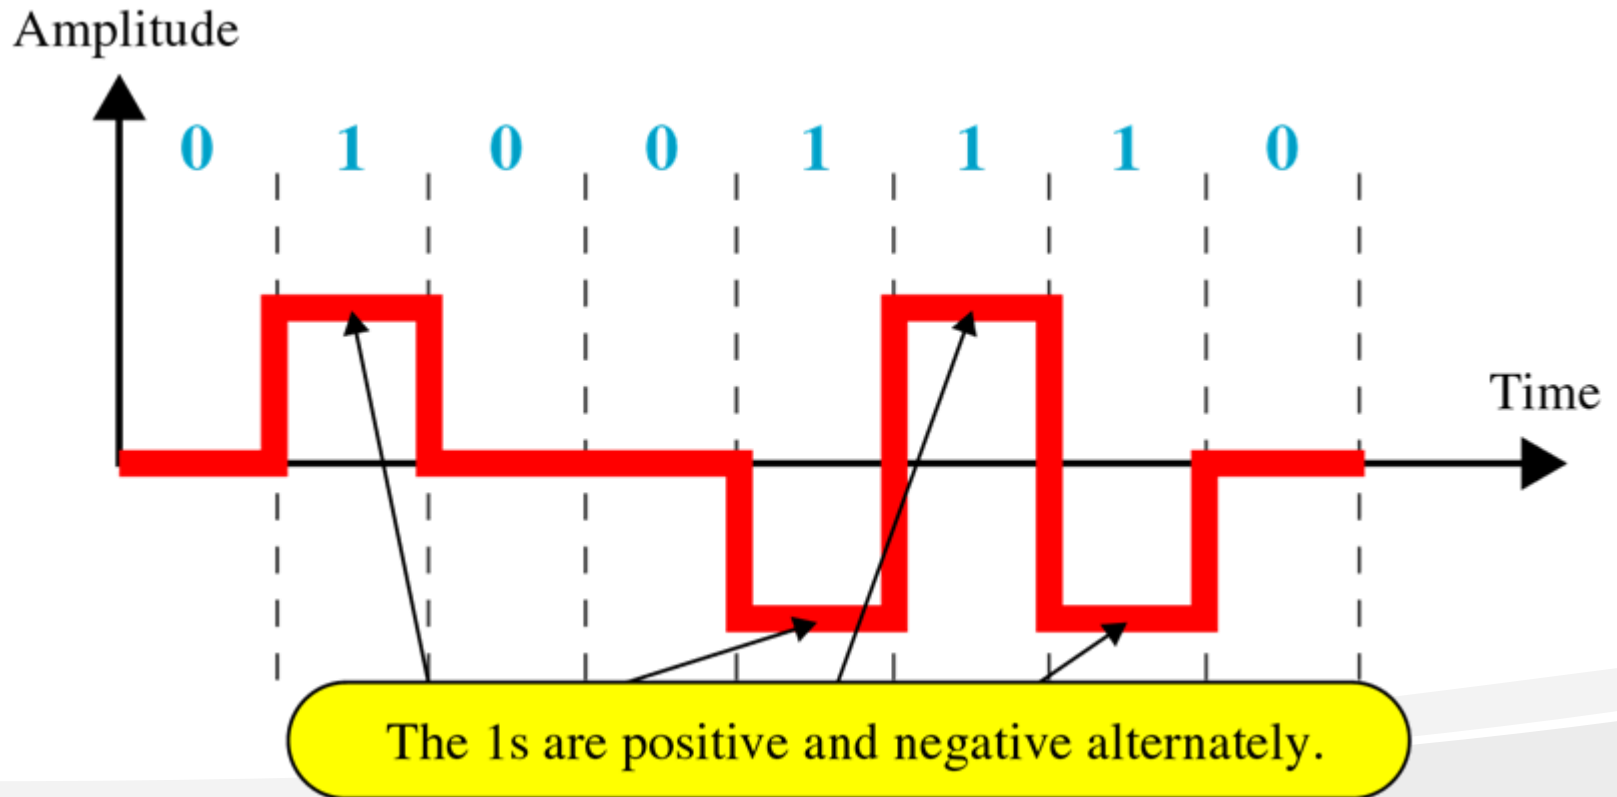 Amplitude
0 1 0 0 1 1 1 0
Time
The 1s are positive and negative alternately.